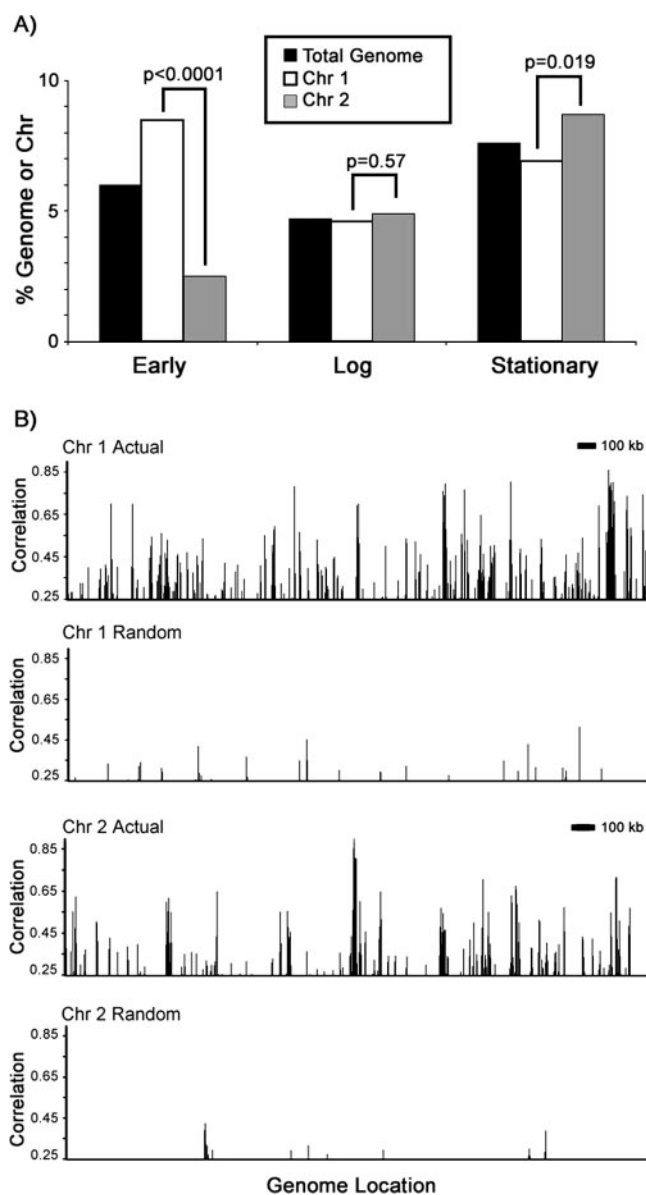 A)
Total Genome
Chr 1
Chr 2
p<0.0001
p=0.57
p=0.019
% Genome or Chr
10
5
0
Early
Log
Stationary
B)
Chr 1 Actual
100 kb
Correlation
0.85
0.65
0.45
0.25
Chr 1 Random
Correlation
0.85
0.65
0.45
0.25
Chr 2 Actual
100 kb
Correlation
0.85
0.65
0.45
0.25
Chr 2 Random
Correlation
0.85
0.65
0.45
0.25
Genome Location